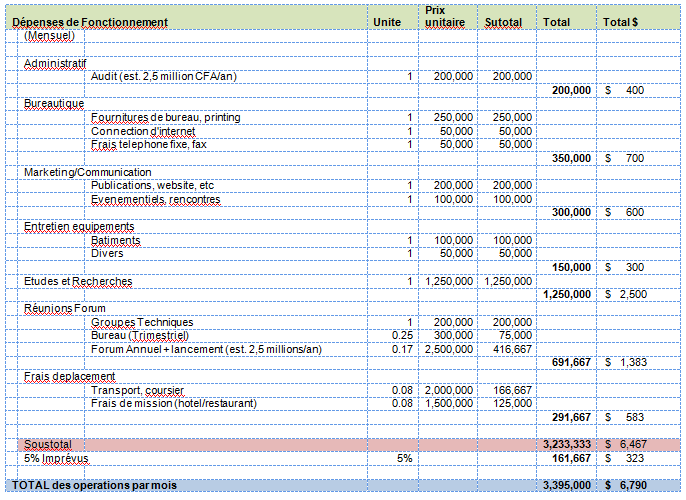 Dépenses de Fonctionnement Unite Prix unitaire Sutotal Total Total $
(Mensuel)
Administratif
Audit (est. 2,5 million CFA/an) 1 200,000 200,000
200,000 $ 400
Bureautique
Fournitures de bureau, printing 1 250,000 250,000
Connection d'internet 1 50,000 50,000
Frais telephone fixe, fax 1 50,000 50,000
350,000 $ 700
Marketing/Communication
Publications, website, etc 1 200,000 200,000
Evenementiels, rencontres 1 100,000 100,000
300,000 $ 600
Entretien equipements
Batiments 1 100,000 100,000
Divers 1 50,000 50,000
150,000 $ 300
Etudes et Recherches 1 1,250,000 1,250,000
1,250,000 $ 2,500
Réunions Forum
Groupes Techniques 1 200,000 200,000
Bureau (Trimestriel) 0.25 300,000 75,000
Forum Annuel + lancement (est. 2,5 millions/an) 0.17 2,500,000 416,667
691,667 $ 1,383
Frais deplacement
Transport, coursier 0.08 2,000,000 166,667
Frais de mission (hotel/restaurant) 0.08 1,500,000 125,000
291,667 $ 583
Soustotal 3,233,333 $ 6,467
5% Imprévus 5% 161,667 $ 323
TOTAL des operations par mois 3,395,000 $ 6,790